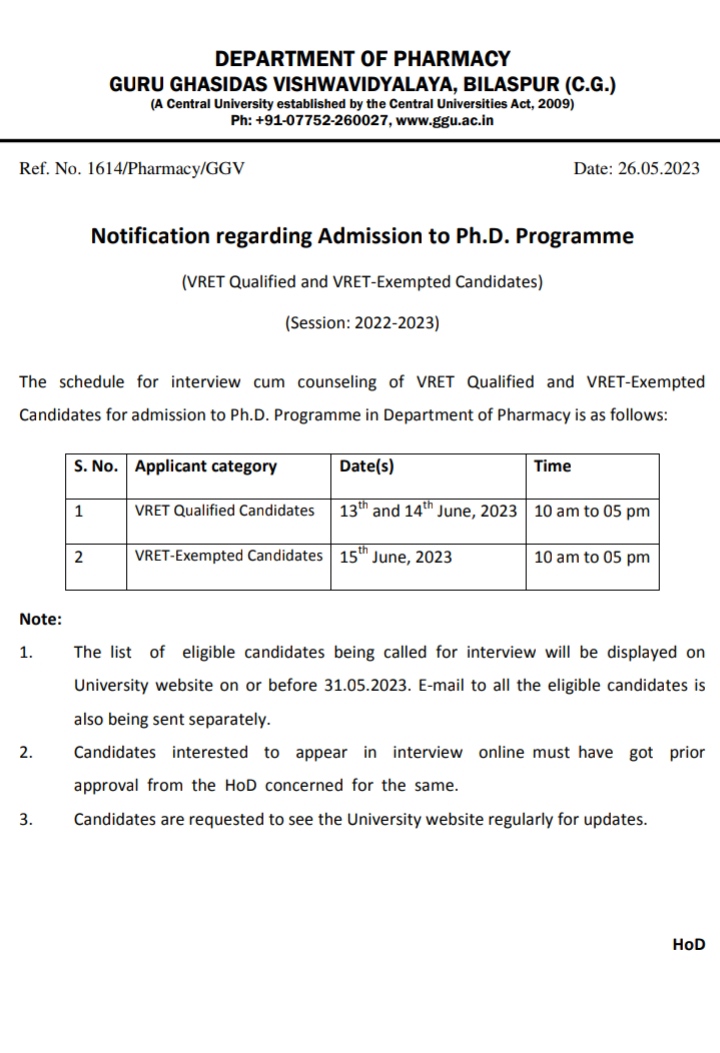 DEPARTMENT OF PHARMACY
GURU GHASIDAS VISHWAVIDYALAYA, BILASPUR (C.G.)
(A Central University established by the Central Universities Act, 2009)
Ph: +91-07752-260027, www.ggu.ac.in
Ref. No. 1614/Pharmacy/GGV Date: 26.05.2023
Notification regarding Admission to Ph.D. Programme
(VRET Qualified and VRET-Exempted Candidates)
(Session: 2022-2023)
The schedule for interview cum counseling of VRET Qualified and VRET-Exempted
Candidates for admission to Ph.D. Programme in Department of Pharmacy is as follows:
S. No. Applicant category Date(s) Time
1 VRET Qualified Candidates 13th and 14th June, 2023 10 am to 05 pm
2 VRET-Exempted Candidates 15th June, 2023 10 am to 05 pm
Note:
1. The list of eligible candidates being called for interview will be displayed on
University website on or before 31.05.2023. E-mail to all the eligible candidates is
also being sent separately.
2. Candidates interested to appear in interview online must have got prior
approval from the HoD concerned for the same.
3. Candidates are requested to see the University website regularly for updates.
HoD